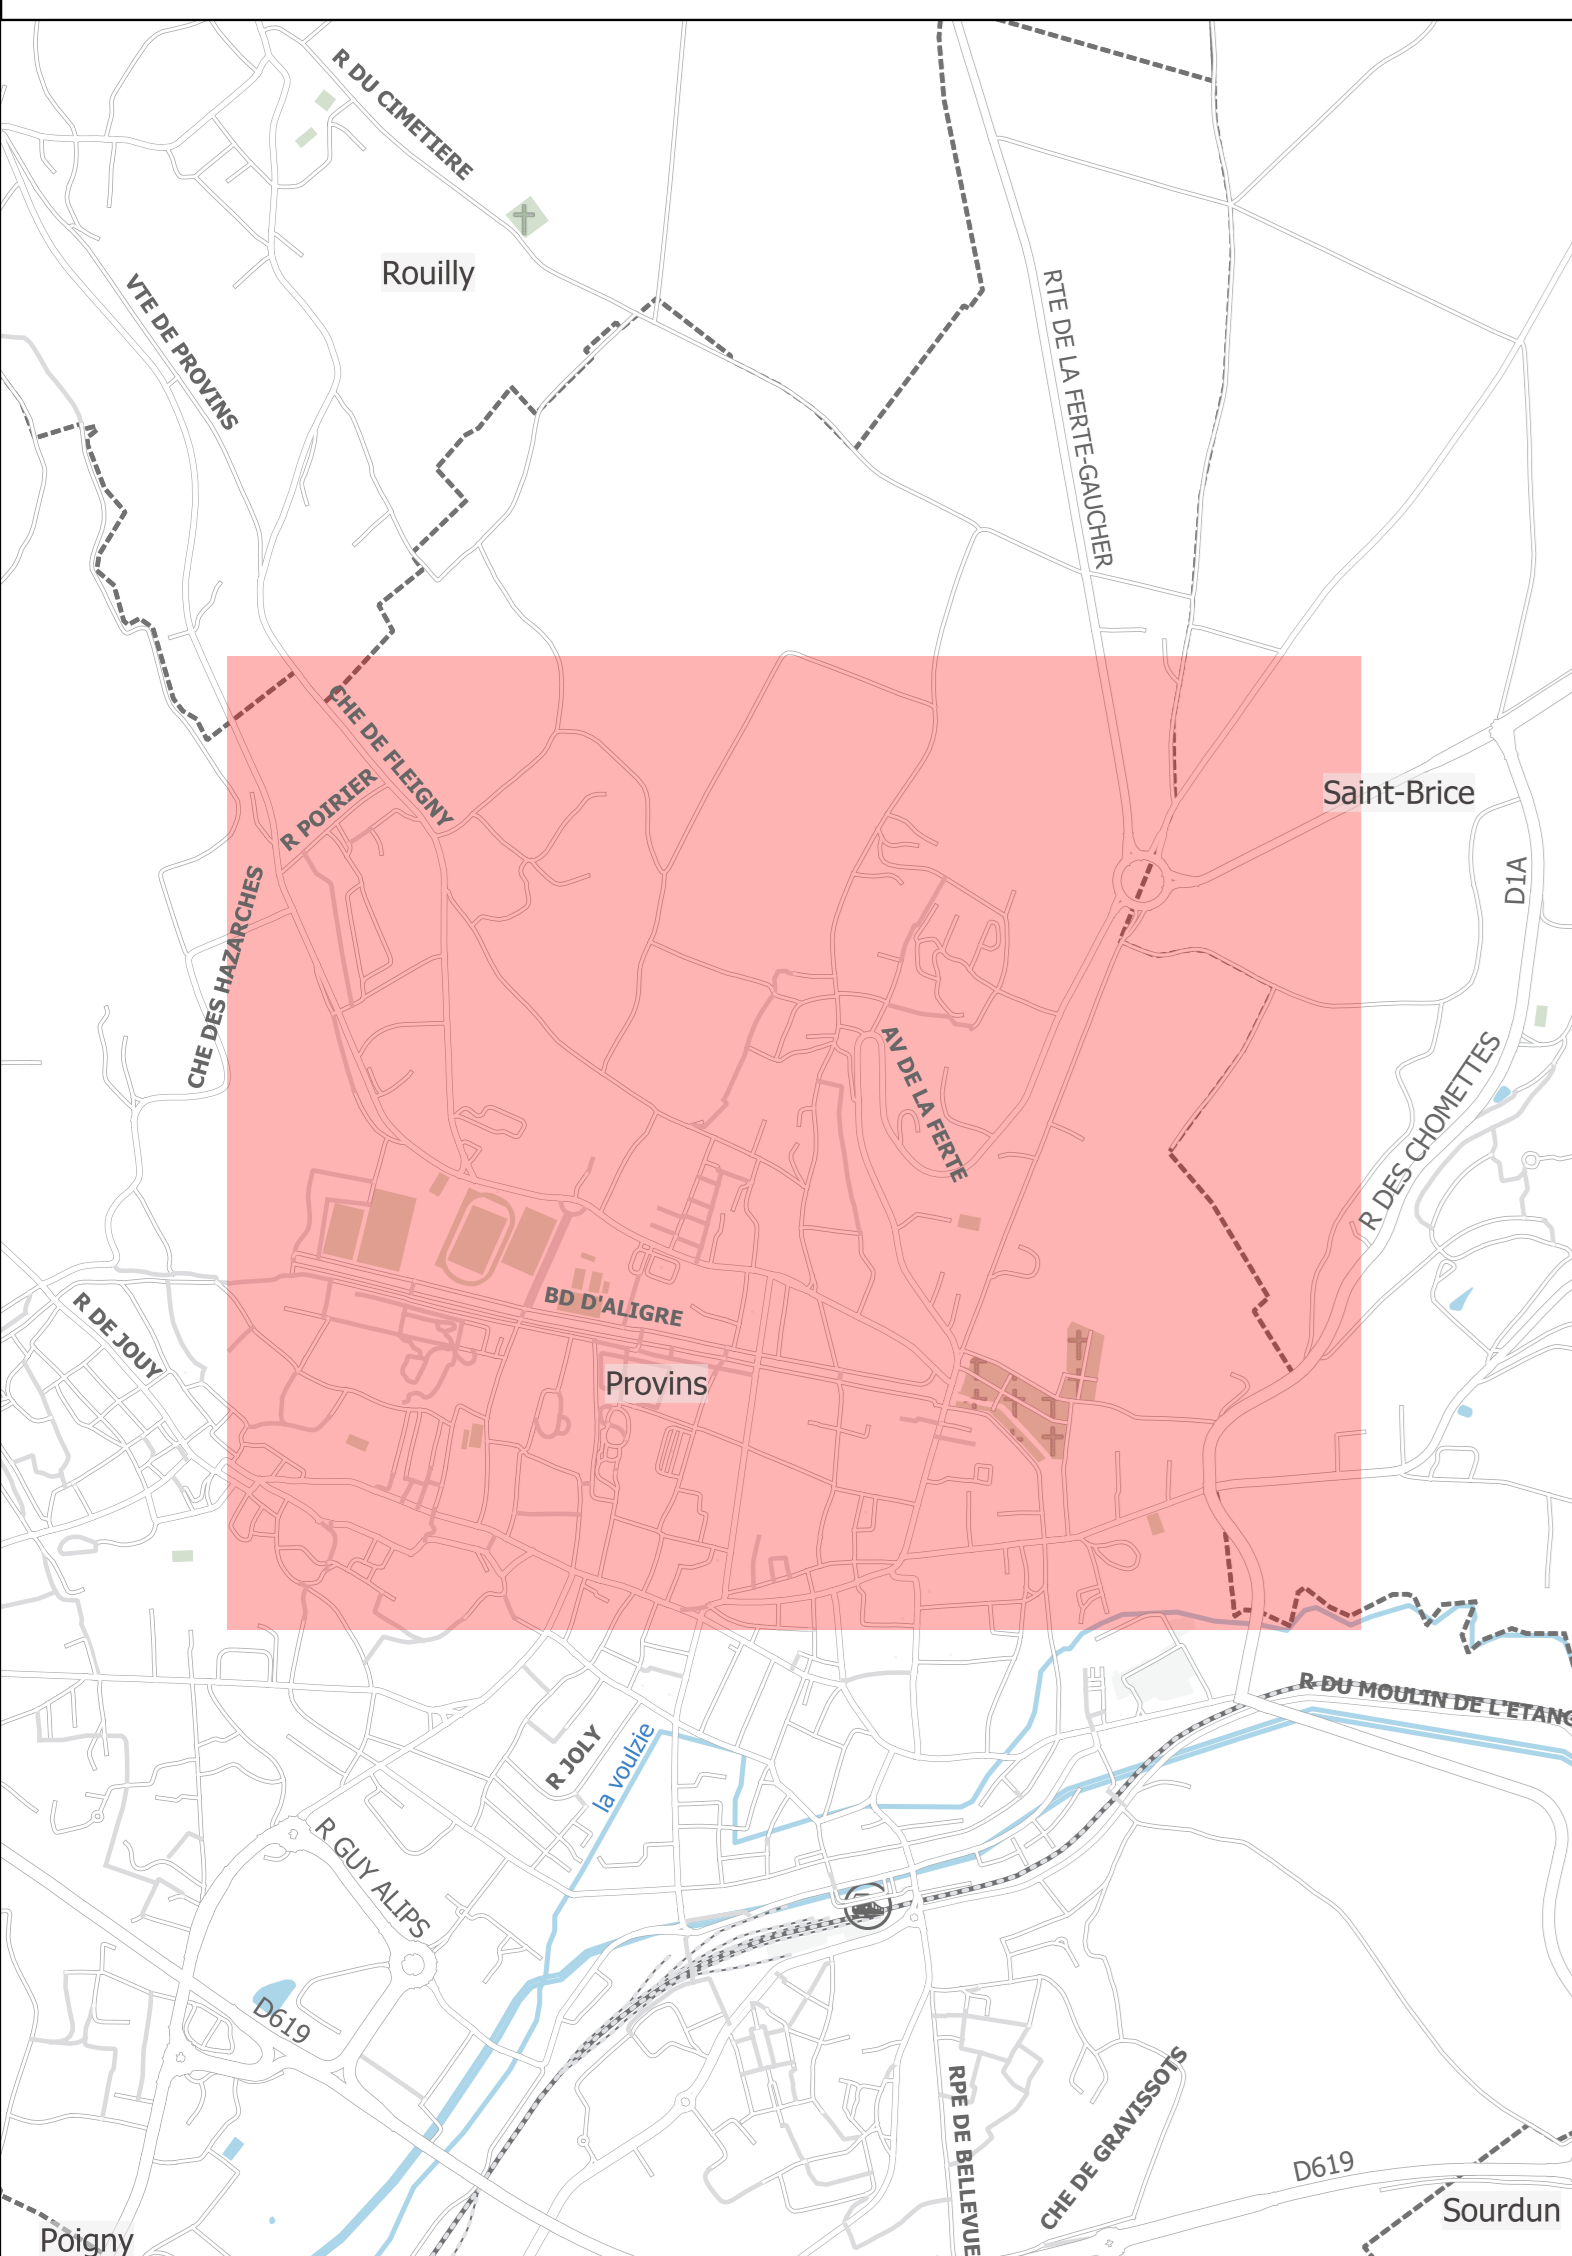 R DU CIMETIERE
Rouilly
VTE DE PROVINS
RTE DE LA FERTE-GAUCHER
CHE DE FLEIGNY
R POIRIER
Saint-Brice
D1A
CHE DES HAZARCHES
AV DE LA FERTE
R DES CHOMETTES
BD D'ALIGRE
R DE JOUY
Provins
R DU MOULIN DE L'ETANG
R JOLY
la voulzie
R GUY ALIPS
D619
RPE DE BELLEVUE
CHE DE GRAVISSOTS
D619
Sourdun
Poigny